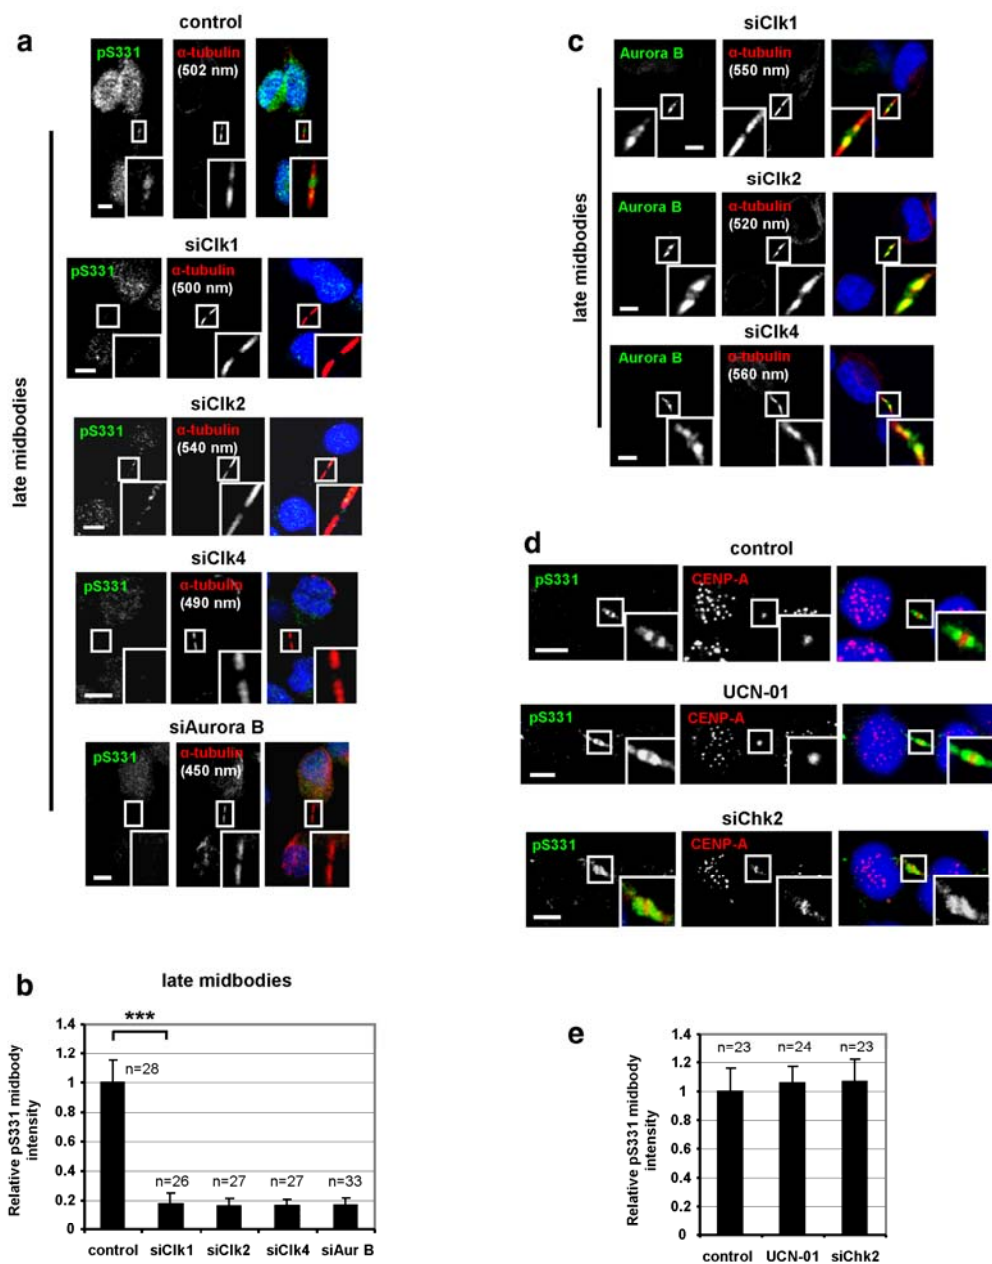 a
control
pS331
α-tubulin
(502 nm)
late midbodies
siClk1
pS331
α-tubulin
(500 nm)
siClk2
pS331
α-tubulin
(540 nm)
siClk4
pS331
α-tubulin
(490 nm)
siAurora B
pS331
α-tubulin
(450 nm)
b
late midbodies
Relative pS331 midbody
intensity
1.4
1.2
1
0.8
0.6
0.4
0.2
0
***
n=28
n=26
n=27
n=27
n=33
control
siClk1
siClk2
siClk4
siAur B
c
siClk1
Aurora B
α-tubulin
(550 nm)
late midbodies
siClk2
Aurora B
α-tubulin
(520 nm)
siClk4
Aurora B
α-tubulin
(560 nm)
d
control
pS331
CENP-A
UCN-01
pS331
CENP-A
siChk2
pS331
CENP-A
e
Relative pS331 midbody
intensity
1.4
1.2
1
0.8
0.6
0.4
0.2
0
n=23
n=24
n=23
control
UCN-01
siChk2